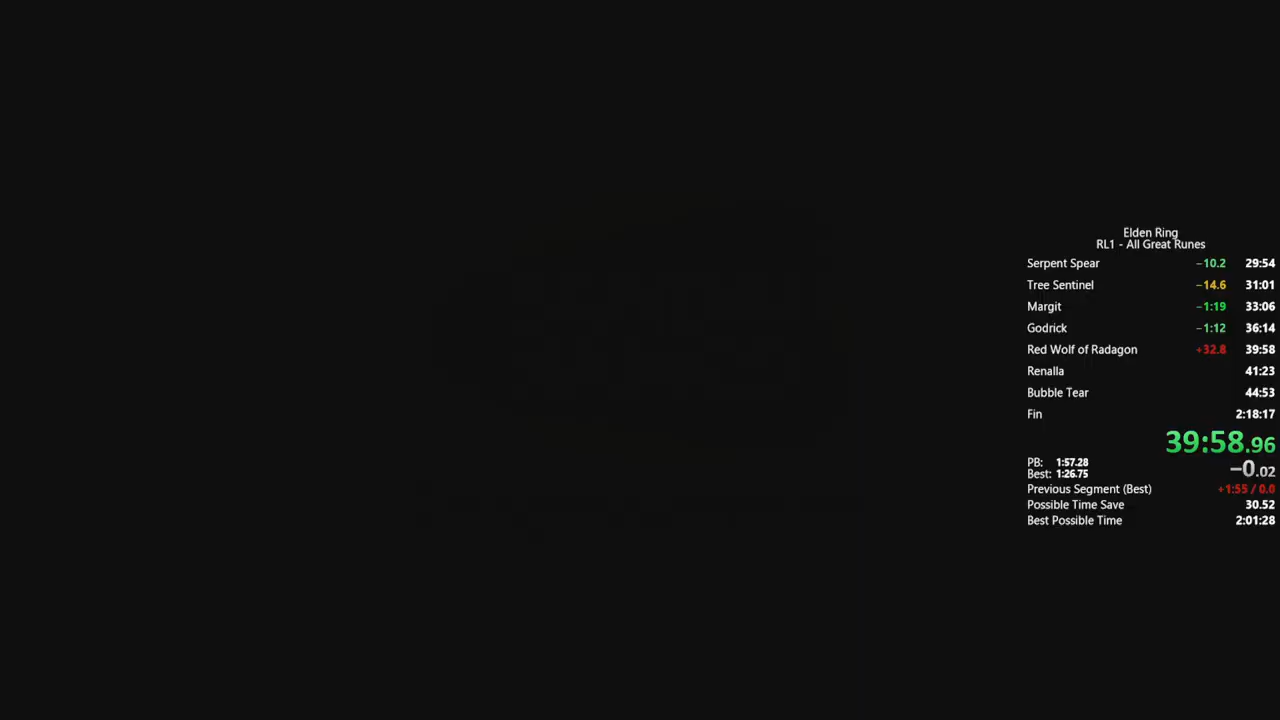 Elden Ring
RL1 - All Great Runes
Serpent Spear −10.2 29:54
Tree Sentinel −14.6 31:01
Margit −1:19 33:06
Godrick −1:12 36:14
Red Wolf of Radagon +32.8 39:58
Renalla 41:23
Bubble Tear 44:53
Fin 2:18:17
39:58.96
PB: 1:57.28 −0.02
Best: 1:26.75
Previous Segment (Best) +1:55 / 0.0
Possible Time Save 30.52
Best Possible Time 2:01:28